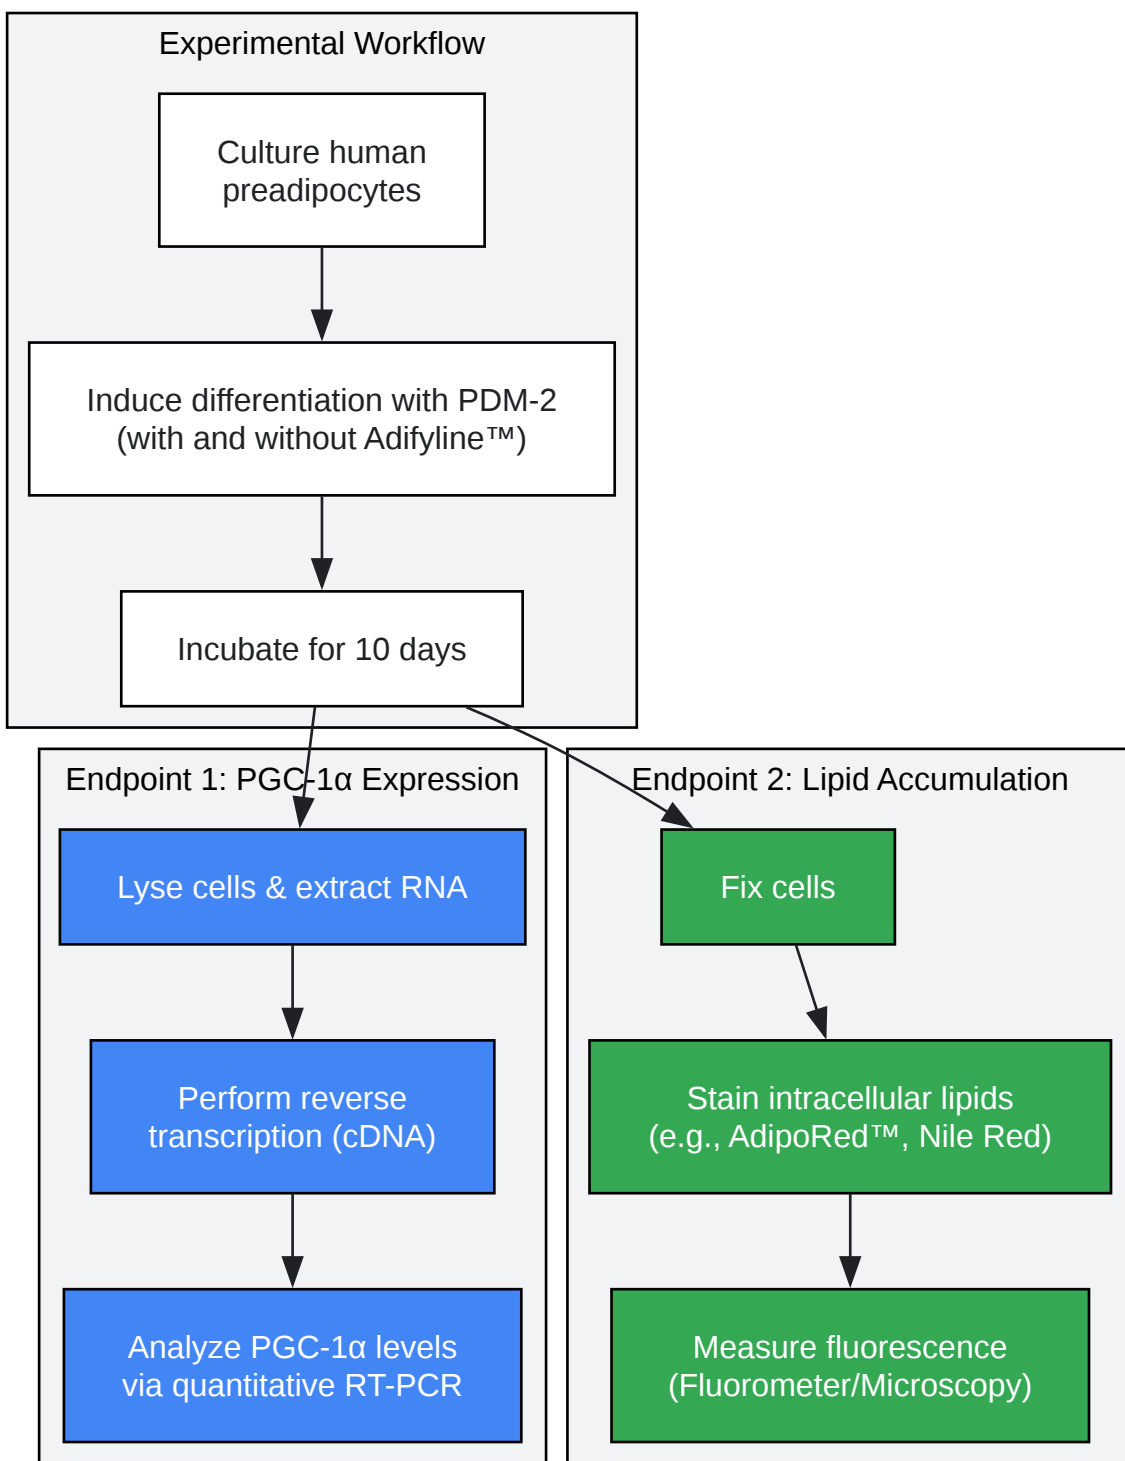 Experimental Workflow
Culture human
preadipocytes
Induce differentiation with PDM-2
(with and without Adifyline™)
Incubate for 10 days
Endpoint 1: PGC-1α Expression
Lyse cells & extract RNA
Perform reverse
transcription (cDNA)
Analyze PGC-1α levels
via quantitative RT-PCR
Endpoint 2: Lipid Accumulation
Fix cells
Stain intracellular lipids
(e.g., AdipoRed™, Nile Red)
Measure fluorescence
(Fluorometer/Microscopy)